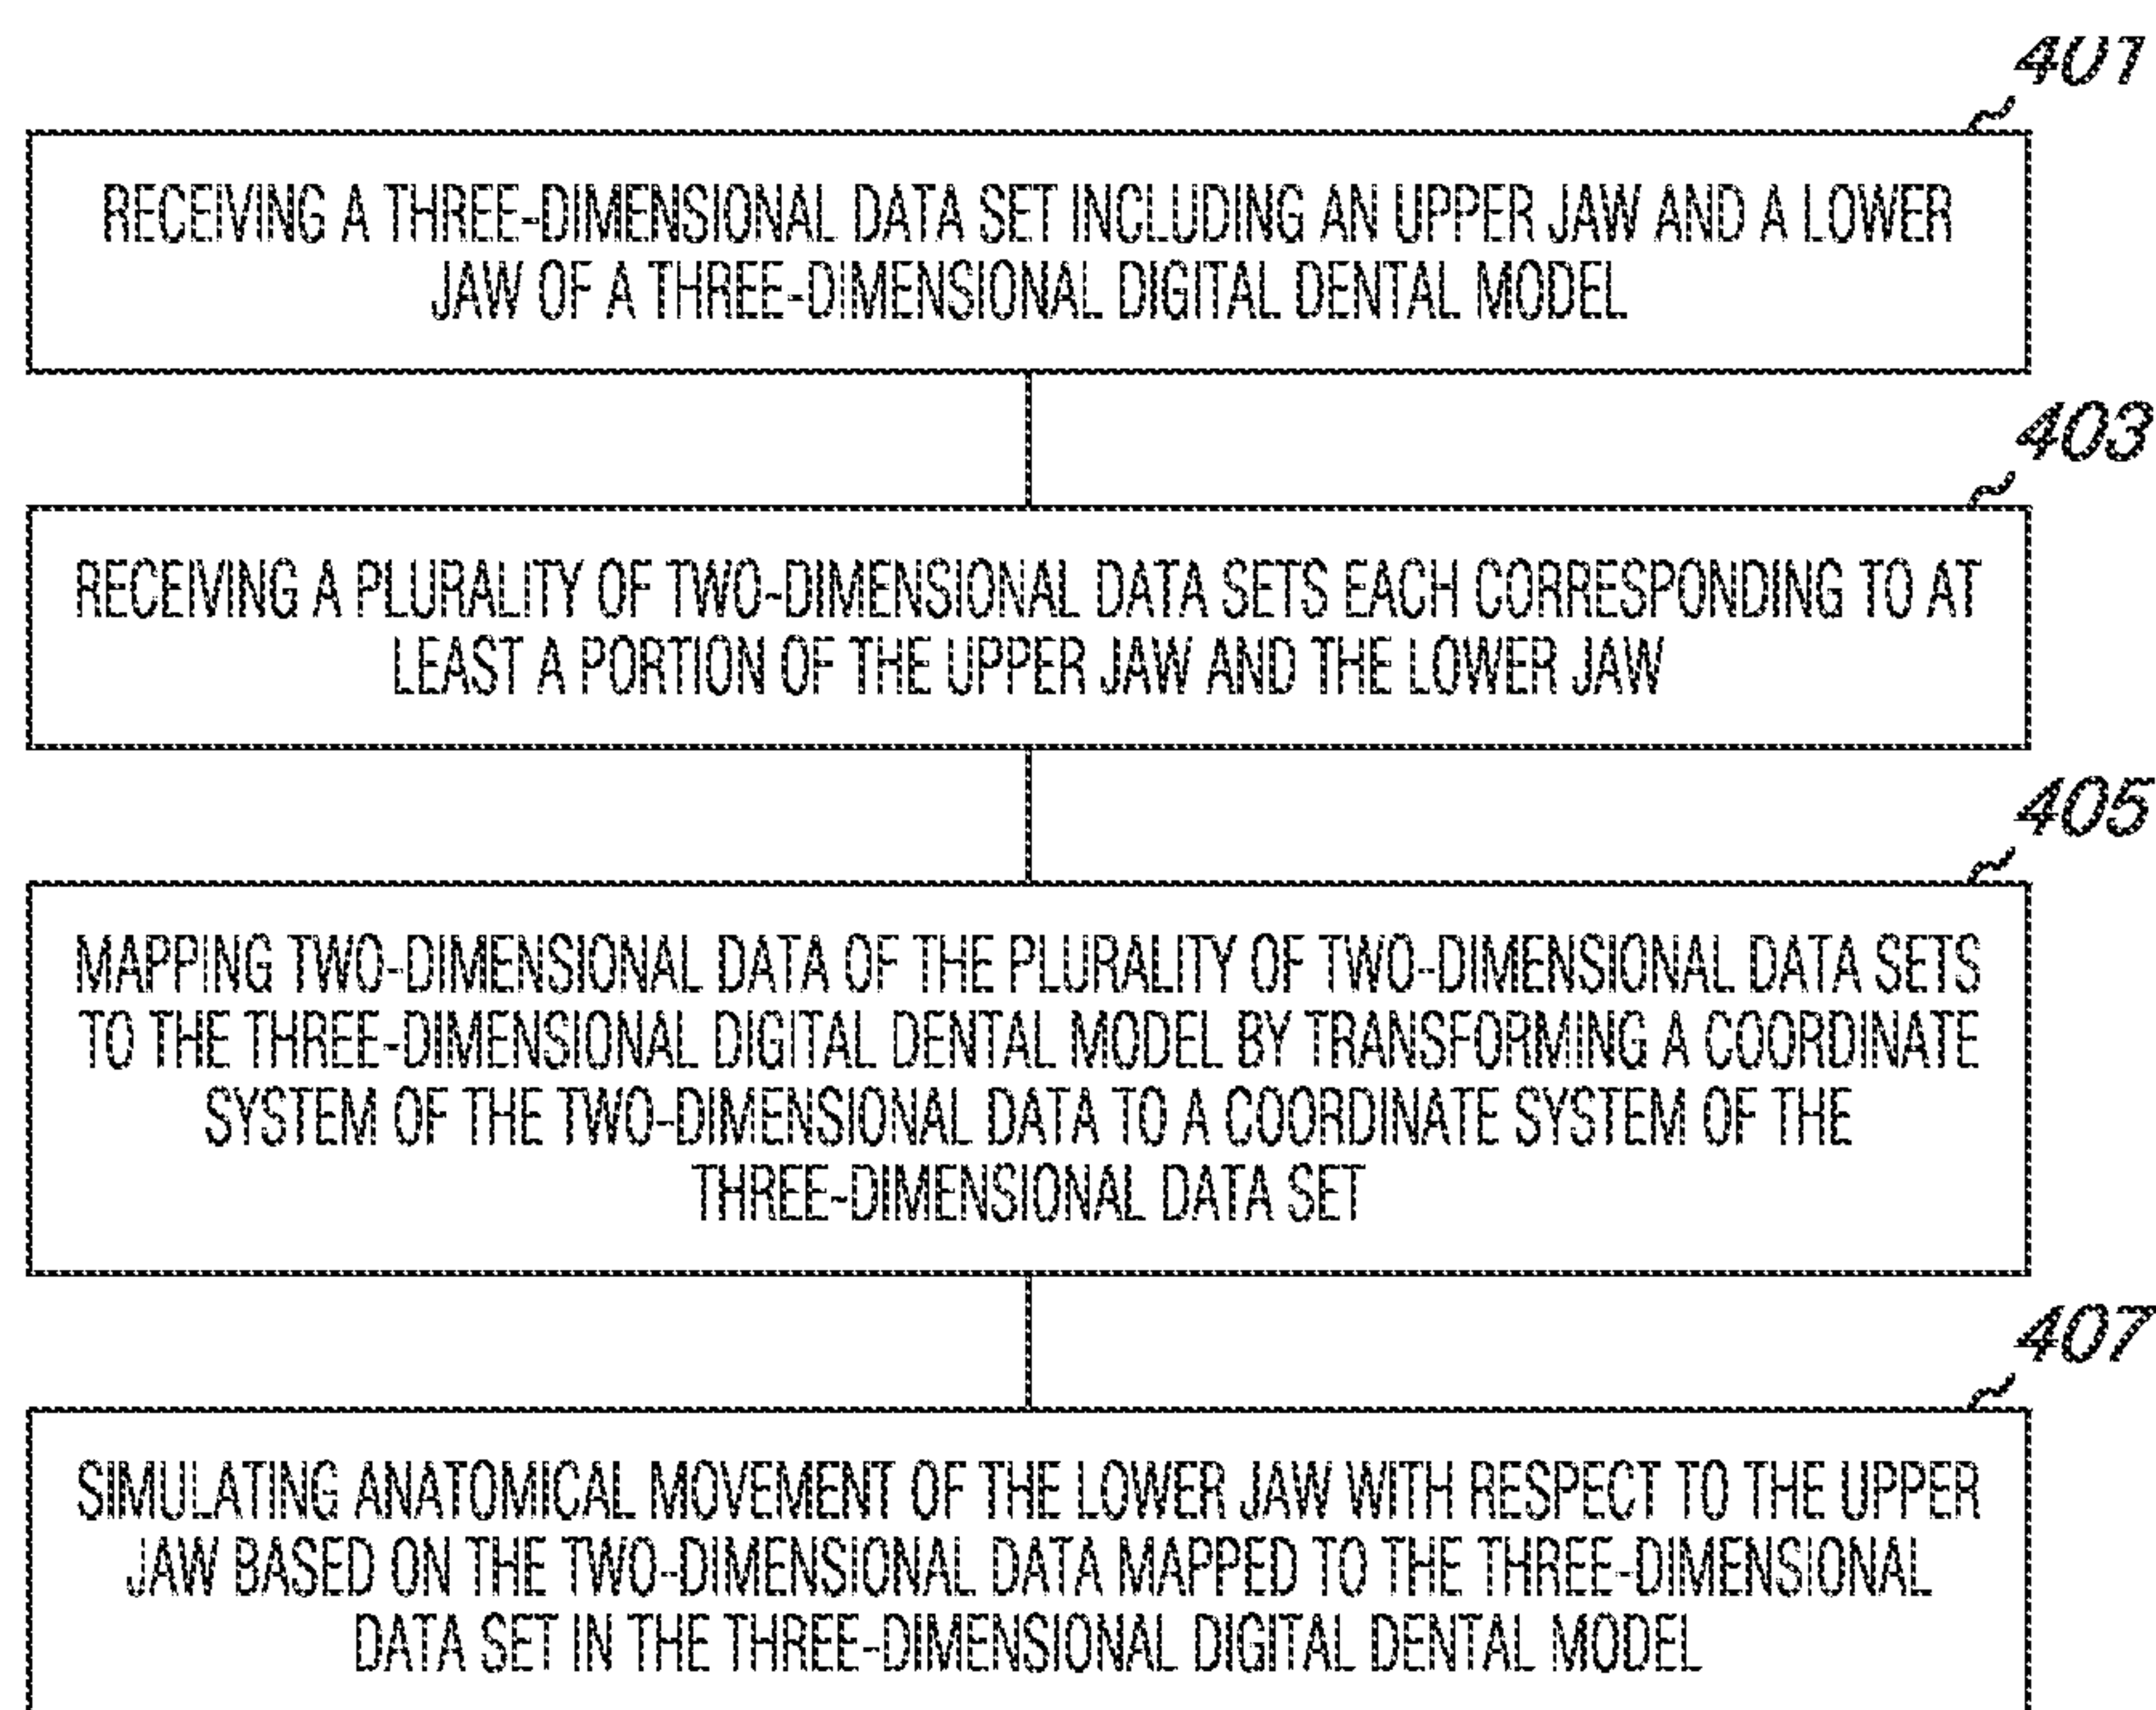 401
RECEIVING A THREE-DIMENSIONAL DATA SET INCLUDING AN UPPER JAW AND A LOWER
JAW OF A THREE-DIMENSIONAL DIGITAL DENTAL MODEL
403
RECEIVING A PLURALITY OF TWO-DIMENSIONAL DATA SETS EACH CORRESPONDING TO AT
LEAST A PORTION OF THE UPPER JAW AND THE LOWER JAW
405
MAPPING TWO-DIMENSIONAL DATA OF THE PLURALITY OF TWO-DIMENSIONAL DATA SETS
TO THE THREE-DIMENSIONAL DIGITAL DENTAL MODEL BY TRANSFORMING A COORDINATE
SYSTEM OF THE TWO-DIMENSIONAL DATA TO A COORDINATE SYSTEM OF THE
THREE-DIMENSIONAL DATA SET
407
SIMULATING ANATOMICAL MOVEMENT OF THE LOWER JAW WITH RESPECT TO THE UPPER
JAW BASED ON THE TWO-DIMENSIONAL DATA MAPPED TO THE THREE-DIMENSIONAL
DATA SET IN THE THREE-DIMENSIONAL DIGITAL DENTAL MODEL